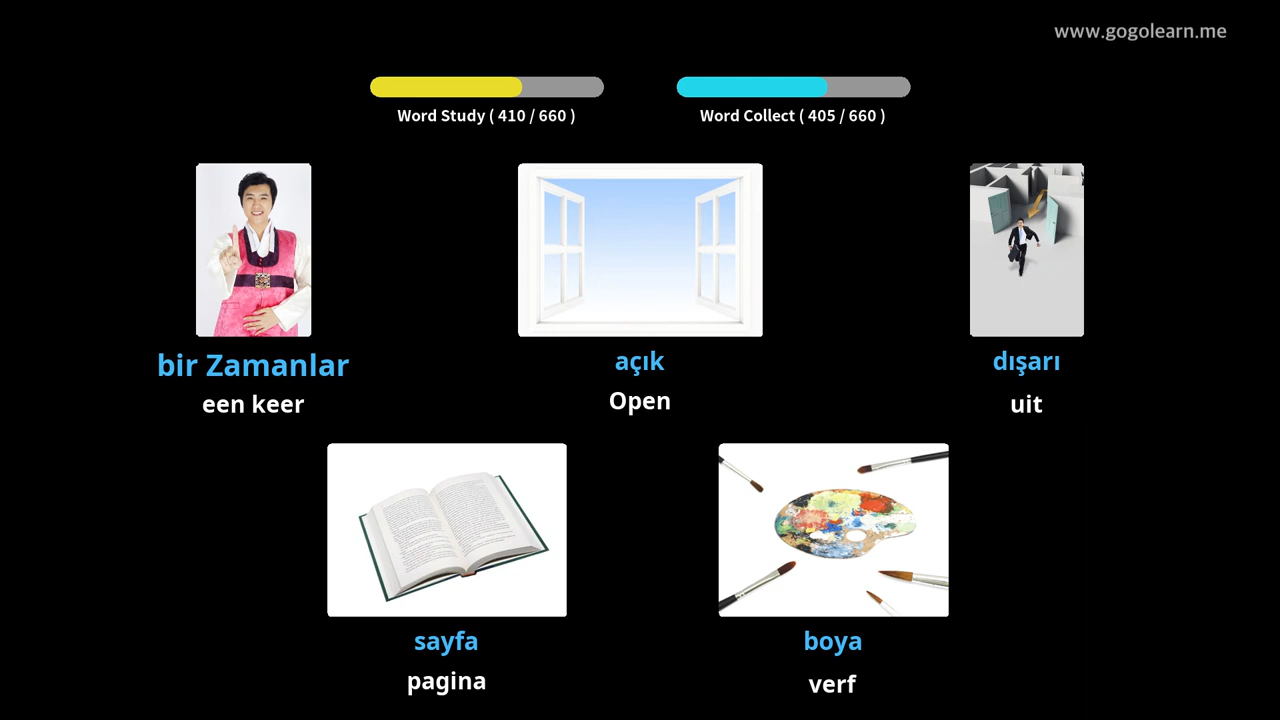 www.gogolearn.me
Word Study ( 410 / 660 )
Word Collect ( 405 / 660 )
bir Zamanlar
een keer
açık
Open
dışarı
uit
sayfa
pagina
boya
verf